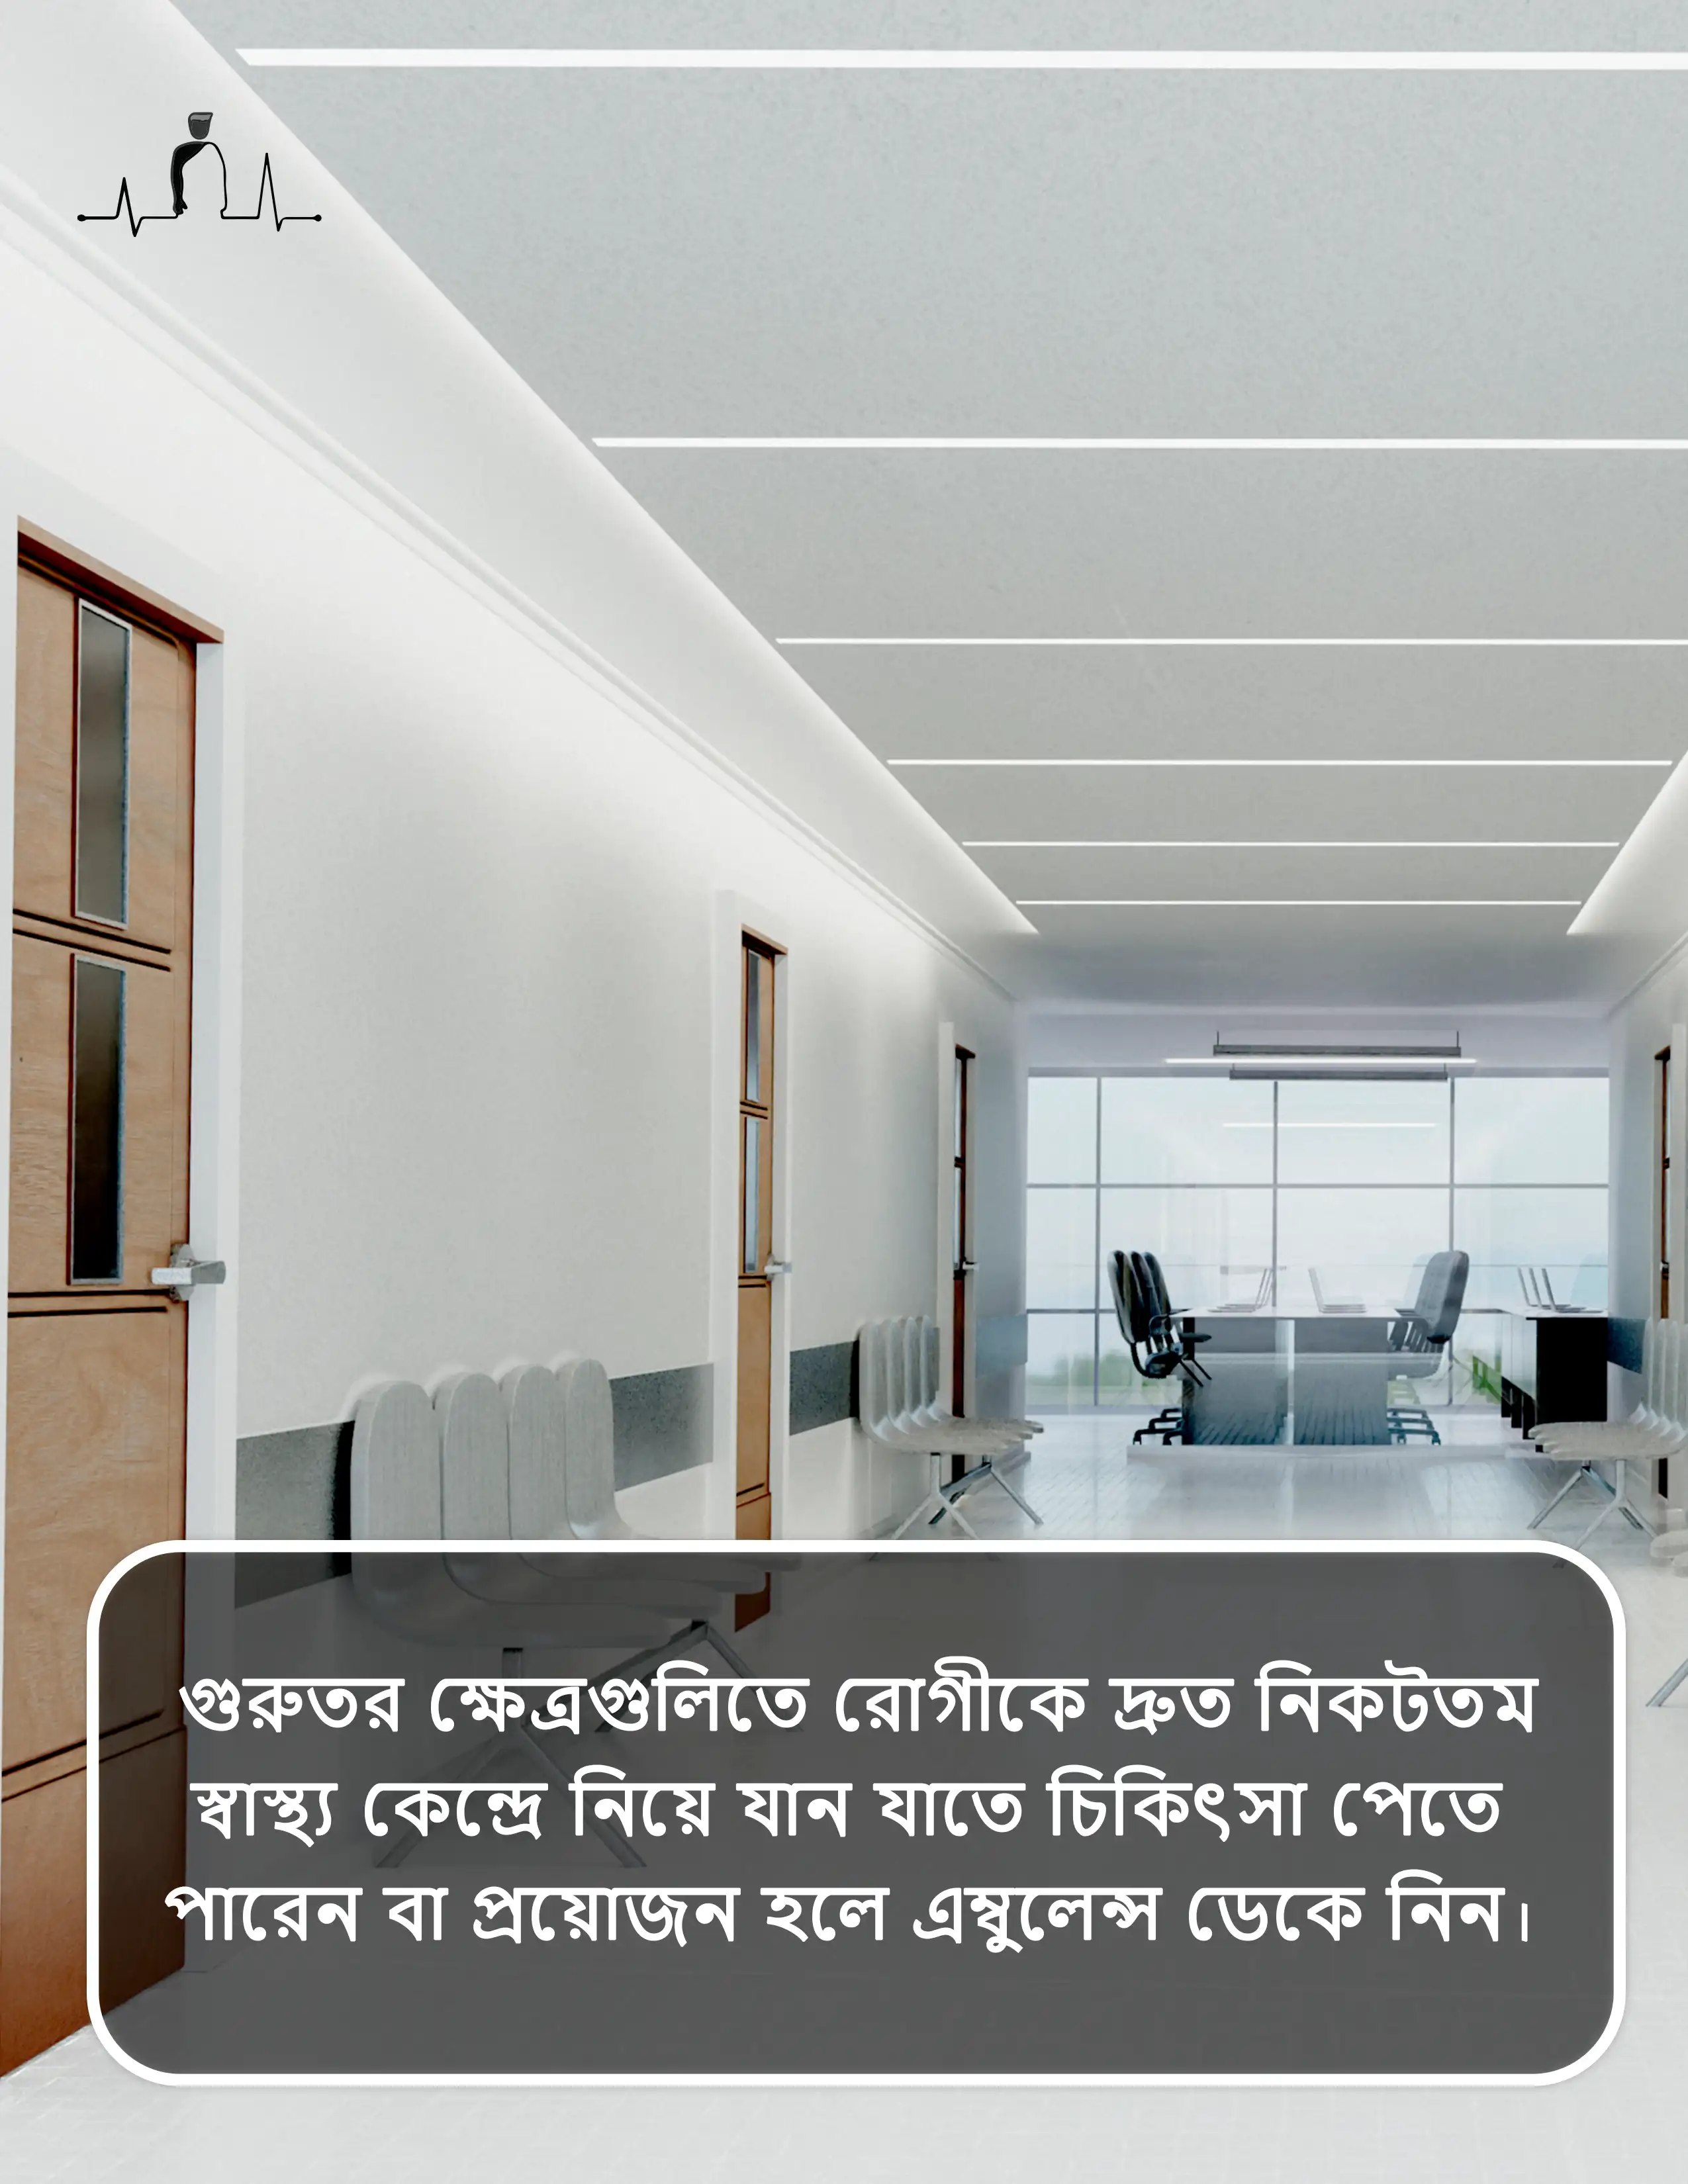 গুরুতর ক্ষেত্রগুলিতে রোগীকে দ্রুত নিকটতম
স্বাস্থ্য কেন্দ্রে নিয়ে যান যাতে চিকিৎসা পেতে
পারেন বা প্রয়োজন হলে এম্বুলেন্স ডেকে নিন।